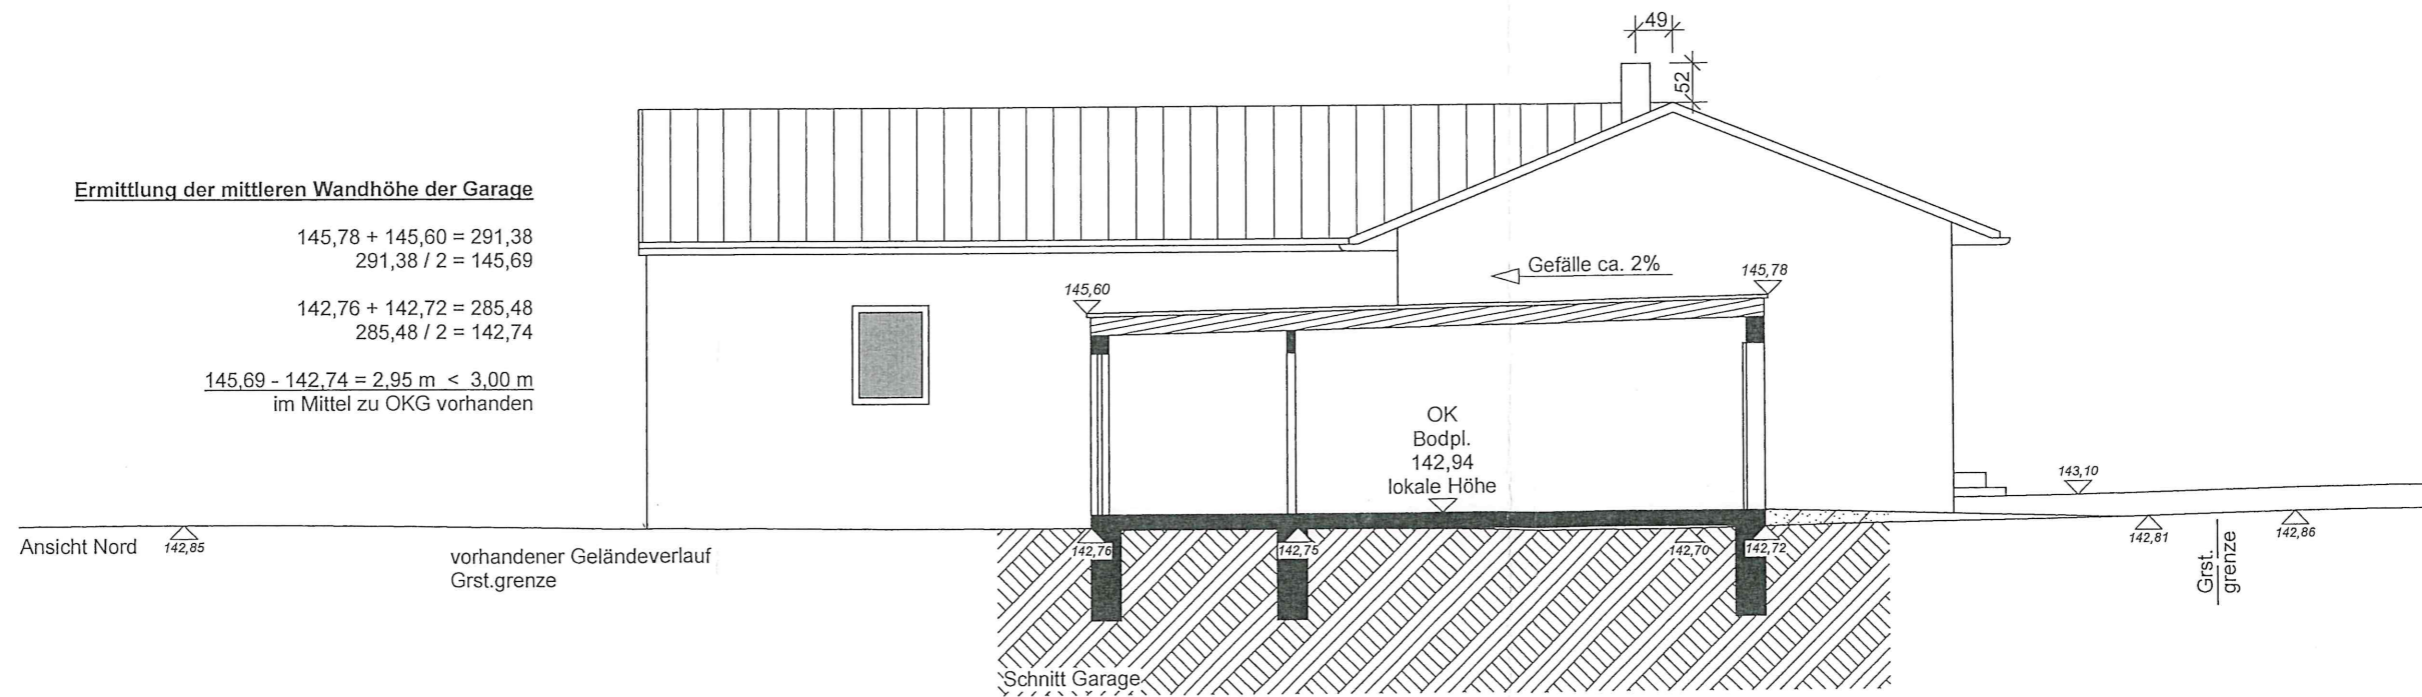 49
52
Ermittlung der mittleren Wandhöhe der Garage
145,78 + 145,60 = 291,38
291,38 / 2 = 145,69
142,76 + 142,72 = 285,48
285,48 / 2 = 142,74
145,69 - 142,74 = 2,95 m < 3,00 m
im Mittel zu OKG vorhanden
Gefälle ca. 2%
145,60
145,78
OK
Bodpl.
142,94
lokale Höhe
143,10
Ansicht Nord
142,85
vorhandener Geländeverlauf
Grst.grenze
142,76
142,75
142,70
142,72
142,81
Grst.
grenze
142,86
Schnitt Garage